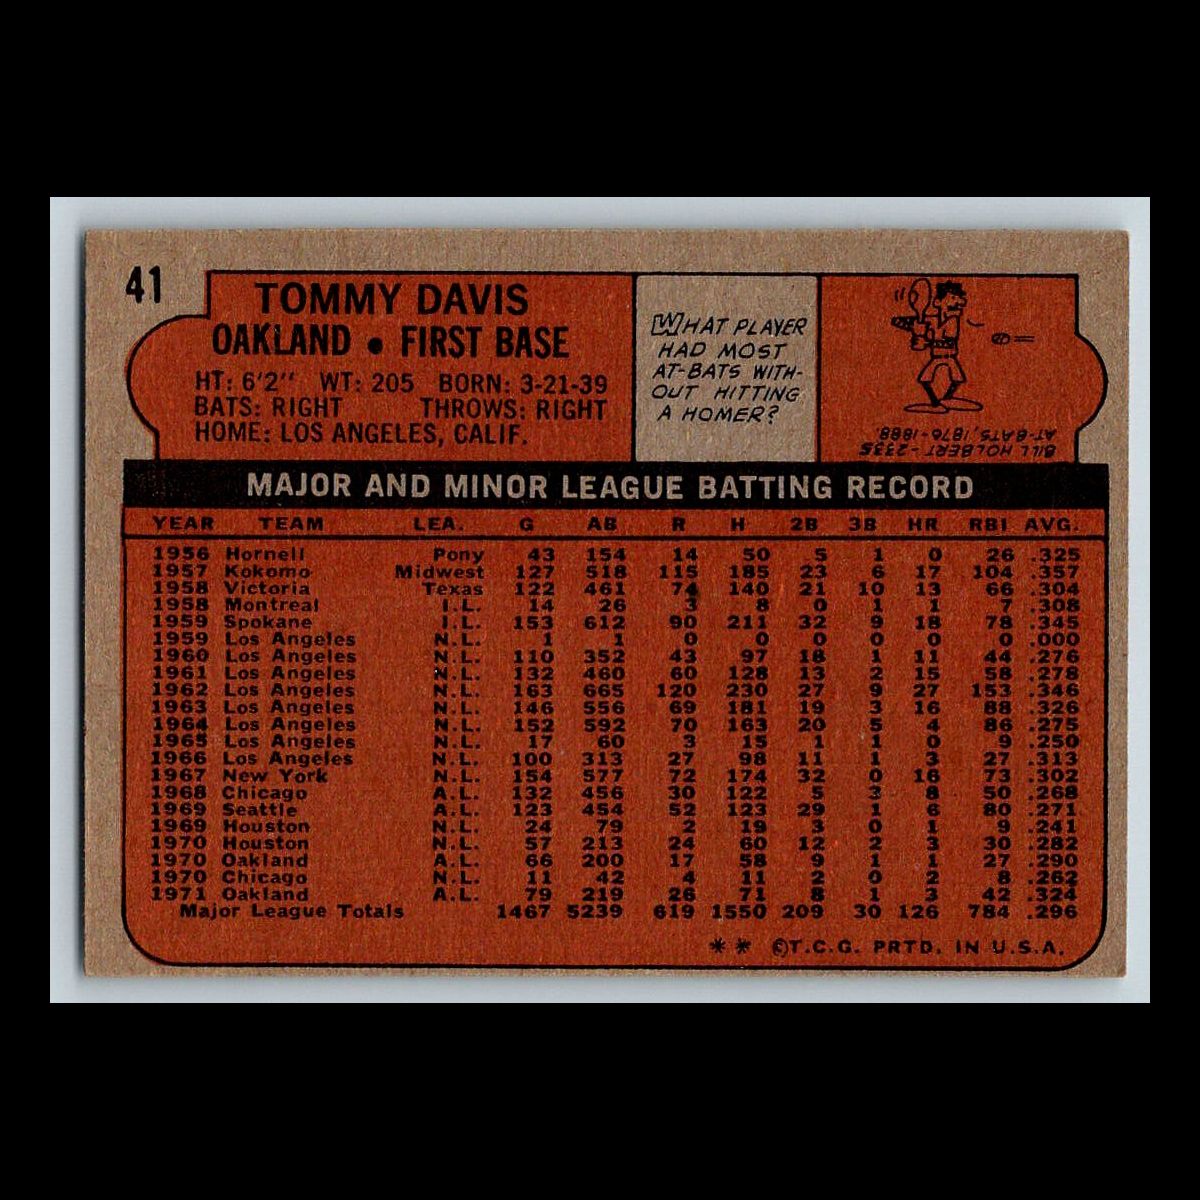 41
TOMMY DAVIS
OAKLAND • FIRST BASE
HT: 6'2" WT: 205 BORN: 3-21-39
BATS: RIGHT THROWS: RIGHT
HOME: LOS ANGELES, CALIF.
WHAT PLAYER
HAD MOST
AT-BATS WITH-
OUT HITTING
A HOMER?
BILL HOLBERT - 2335
AT-BATS, 1876-1888.
MAJOR AND MINOR LEAGUE BATTING RECORD
YEAR TEAM LEA. G AB R H 2B 3B HR RBI AVG.
1956 Hornell Pony 43 154 14 50 5 1 0 26 .325
1957 Kokomo Midwest 127 518 115 185 23 6 17 104 .357
1958 Victoria Texas 122 461 74 140 21 10 13 66 .304
1958 Montreal I.L. 14 26 3 8 0 1 1 7 .308
1959 Spokane I.L. 153 612 90 211 32 9 18 78 .345
1959 Los Angeles N.L. 1 1 0 0 0 0 0 0 .000
1960 Los Angeles N.L. 110 352 43 97 18 1 11 44 .276
1961 Los Angeles N.L. 132 460 60 128 13 2 15 58 .278
1962 Los Angeles N.L. 163 665 120 230 27 9 27 153 .346
1963 Los Angeles N.L. 146 556 69 181 19 3 16 88 .326
1964 Los Angeles N.L. 152 592 70 163 20 5 4 86 .275
1965 Los Angeles N.L. 17 60 3 15 1 1 0 9 .250
1966 Los Angeles N.L. 100 313 27 98 11 1 3 27 .313
1967 New York N.L. 154 577 72 174 32 0 16 73 .302
1968 Chicago A.L. 132 456 30 122 5 3 8 50 .268
1969 Seattle A.L. 123 454 52 123 29 1 6 80 .271
1969 Houston N.L. 24 79 2 19 3 0 1 9 .241
1970 Houston N.L. 57 213 24 60 12 2 3 30 .282
1970 Oakland A.L. 66 200 17 58 9 1 1 27 .290
1970 Chicago N.L. 11 42 4 11 2 0 2 8 .262
1971 Oakland A.L. 79 219 26 71 8 1 3 42 .324
Major League Totals 1467 5239 619 1550 209 30 126 784 .296
** ©T.C.G. PRTD. IN U.S.A.